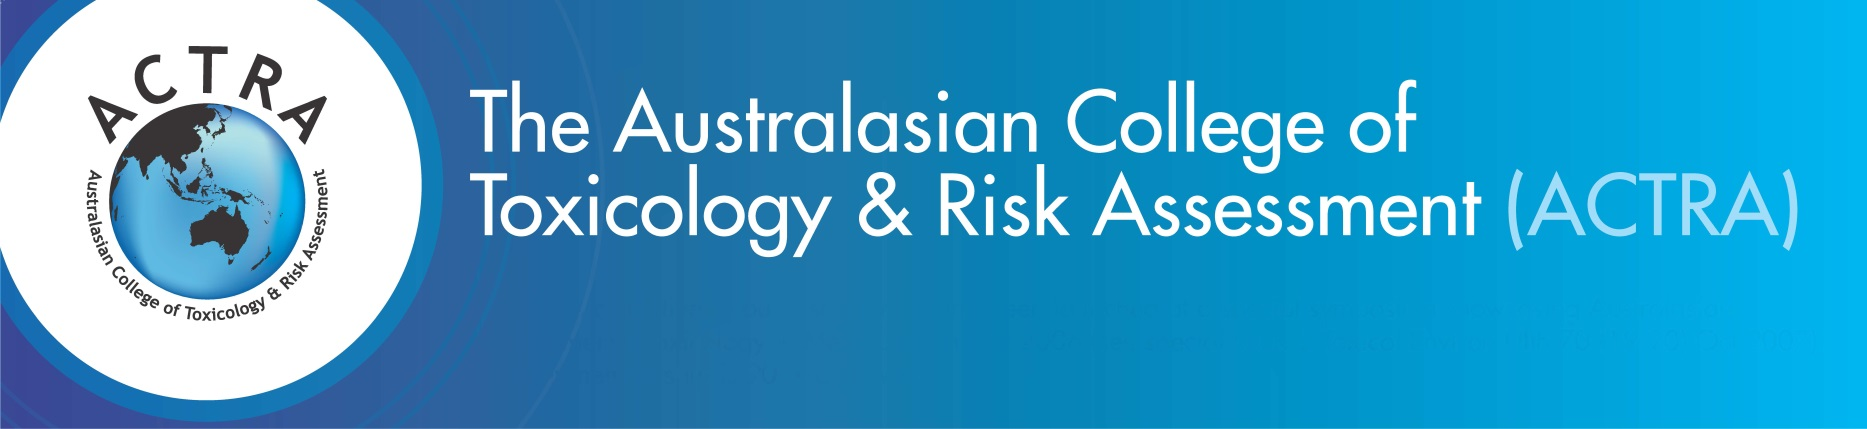 ACTRA
Australasian College of Toxicology & Risk Assessment
The Australasian College of
Toxicology & Risk Assessment (ACTRA)